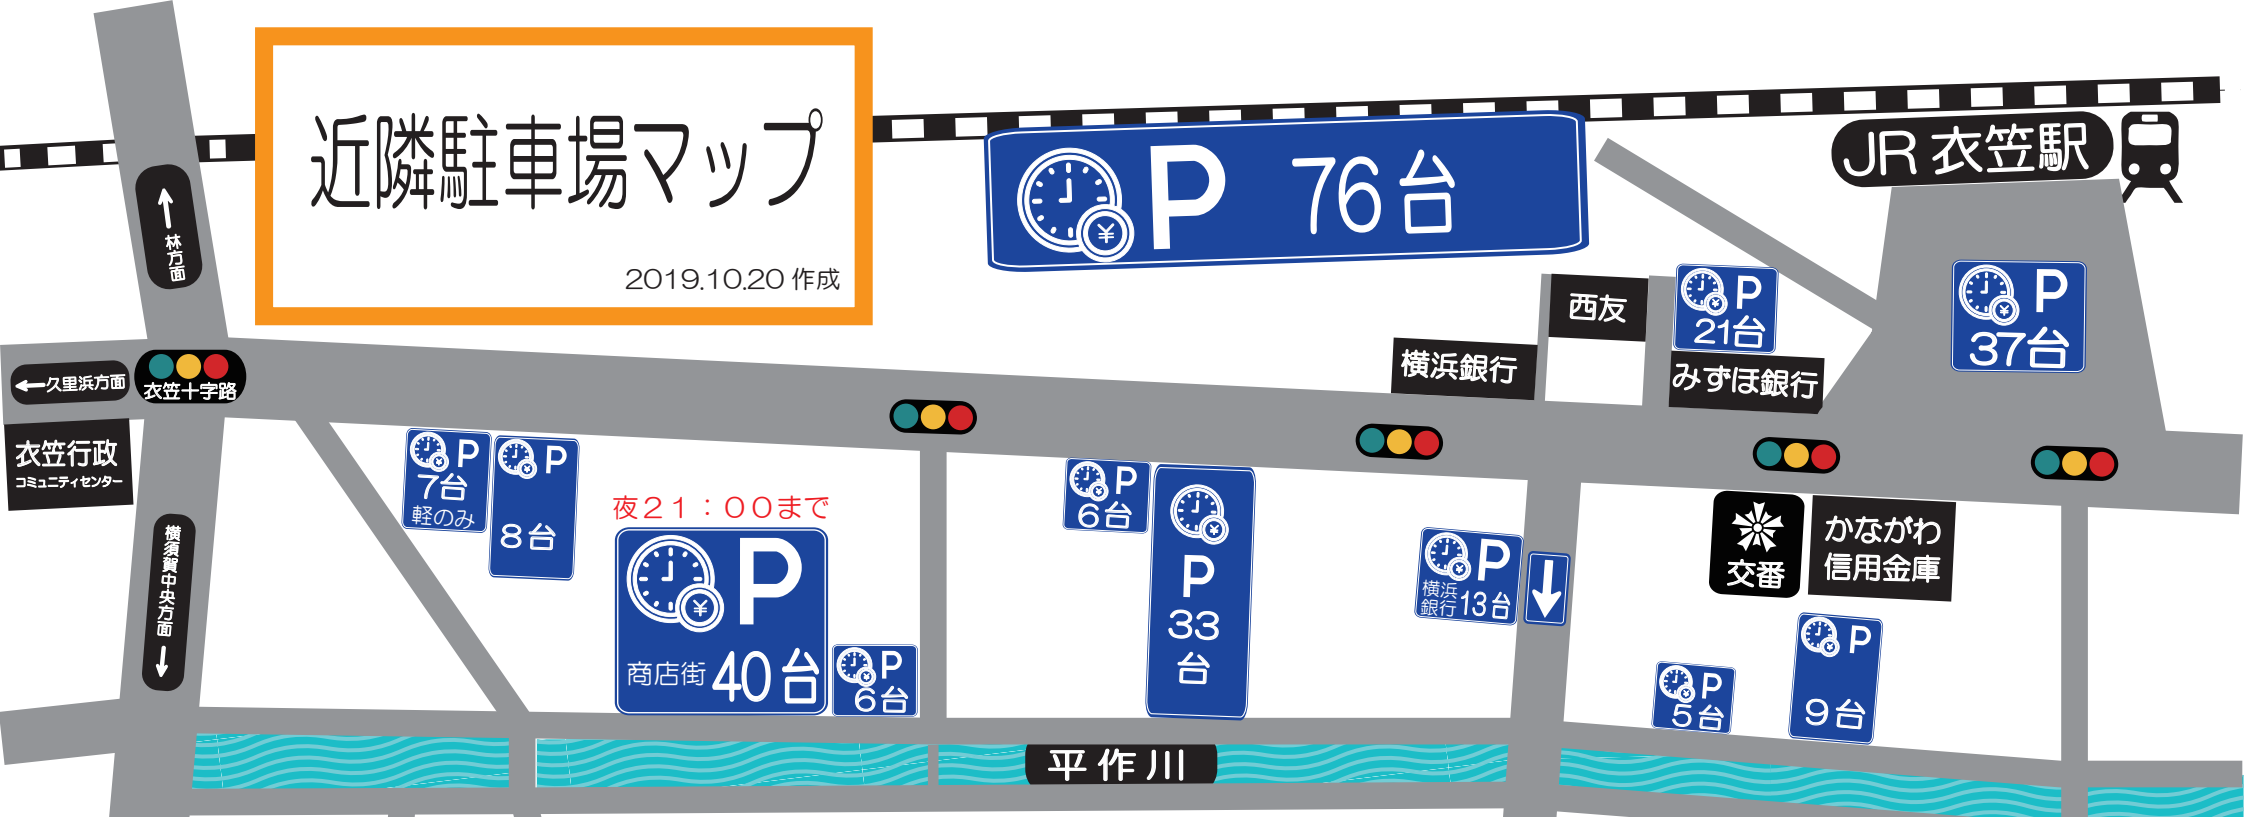 近隣駐車場マップ
2019.10.20 作成
P 76台
JR 衣笠駅
↑林方面
←久里浜方面
衣笠十字路
衣笠行政
コミュニティセンター
横須賀中央方面→
P
7台
軽のみ
P
8台
夜21：00まで
P
商店街 40台
P
6台
P
6台
P
33
台
横浜銀行
西友
P
21台
みずほ銀行
P
37台
P
横浜
銀行 13台
交番
かながわ
信用金庫
P
5台
P
9台
平作川